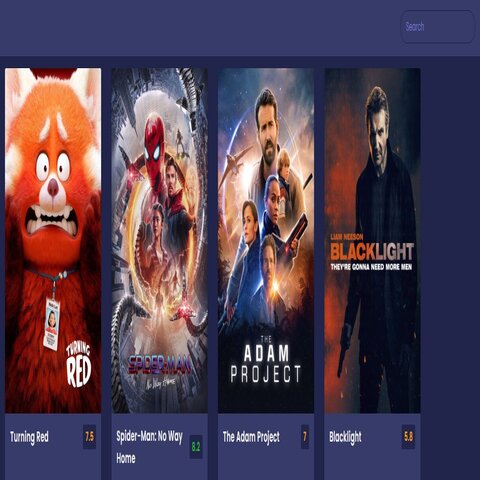 Search
TURNING
RED
SPIDER-MAN
NO WAY HOME
THE
ADAM
PROJECT
LIAM NEESON
BLACKLIGHT
THEY'RE GONNA NEED MORE MEN
Turning Red
7.5
Spider-Man: No Way
Home
8.2
The Adam Project
7
Blacklight
5.8